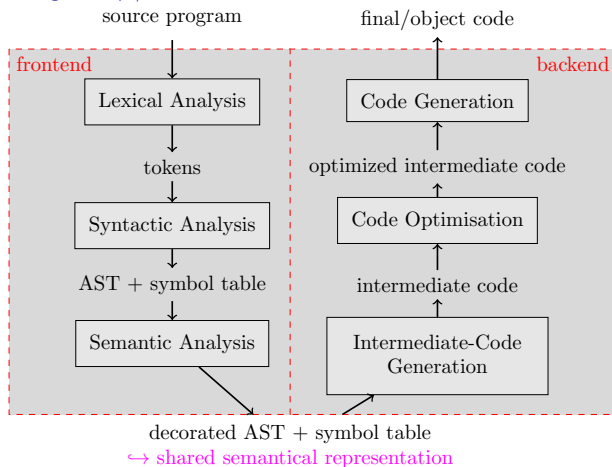 source program
final/object code
frontend
backend
Lexical Analysis
Code Generation
tokens
optimized intermediate code
Syntactic Analysis
Code Optimisation
AST + symbol table
intermediate code
Semantic Analysis
Intermediate-Code
Generation
decorated AST + symbol table
↪ shared semantical representation